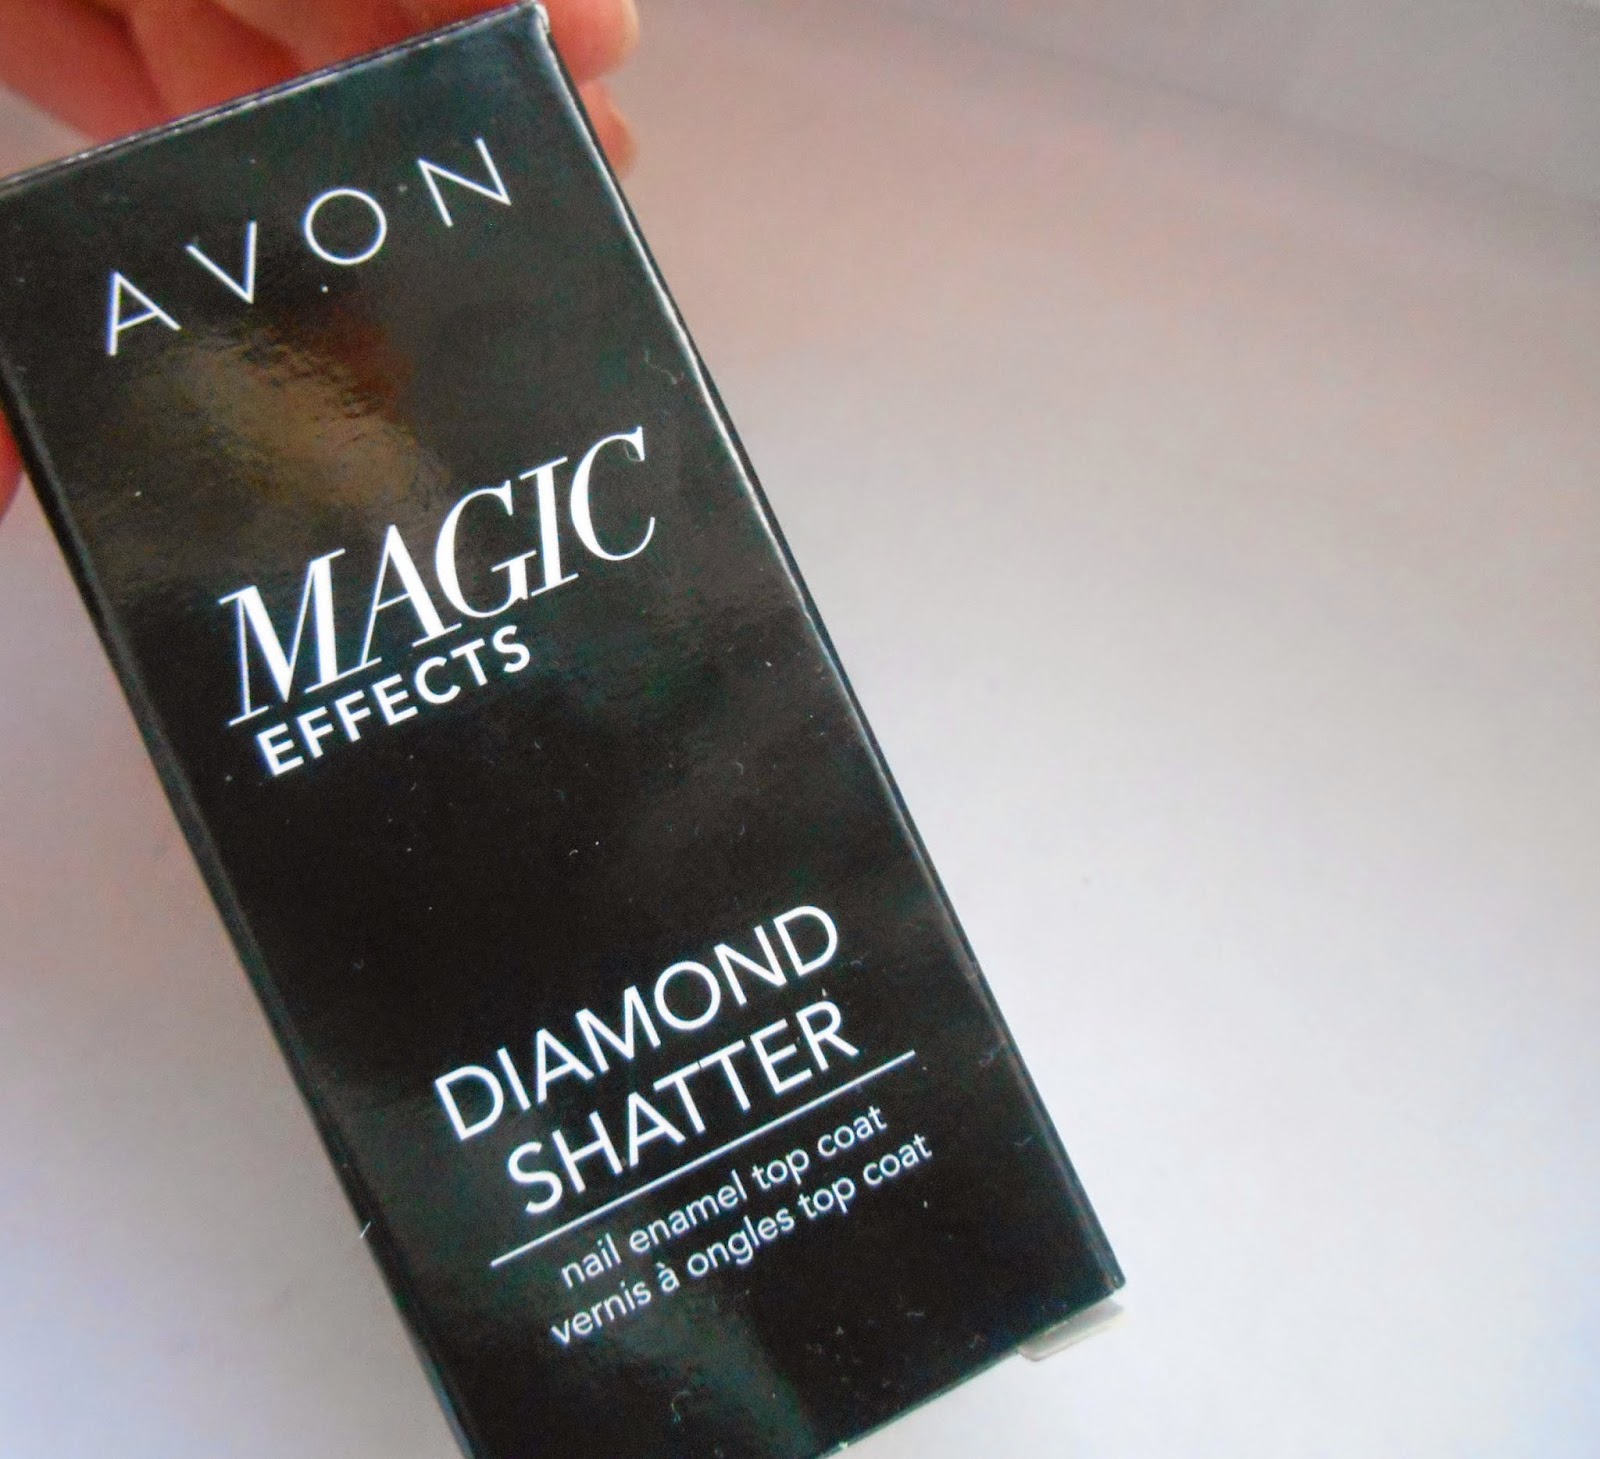 AVON
MAGIC
EFFECTS
DIAMOND
SHATTER
nail enamel top coat
vernis à ongles top coat